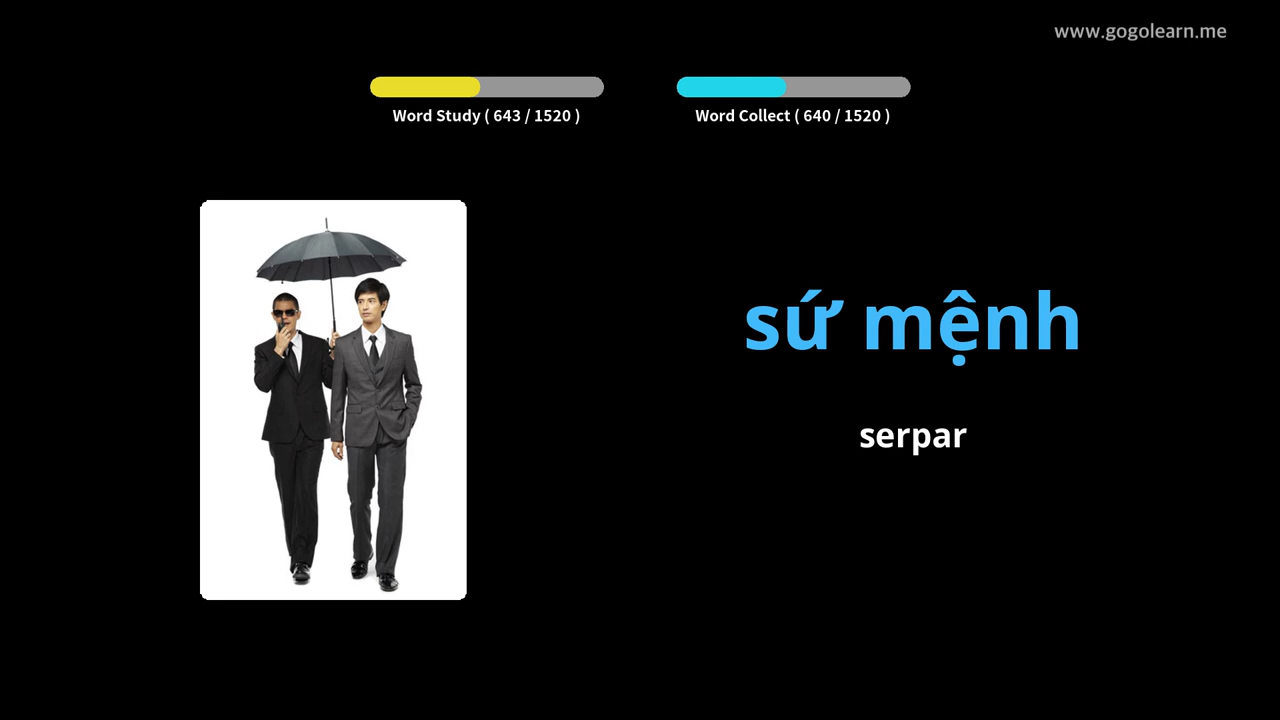 www.gogolearn.me
Word Study ( 643 / 1520 )
Word Collect ( 640 / 1520 )
sứ mệnh
serpar